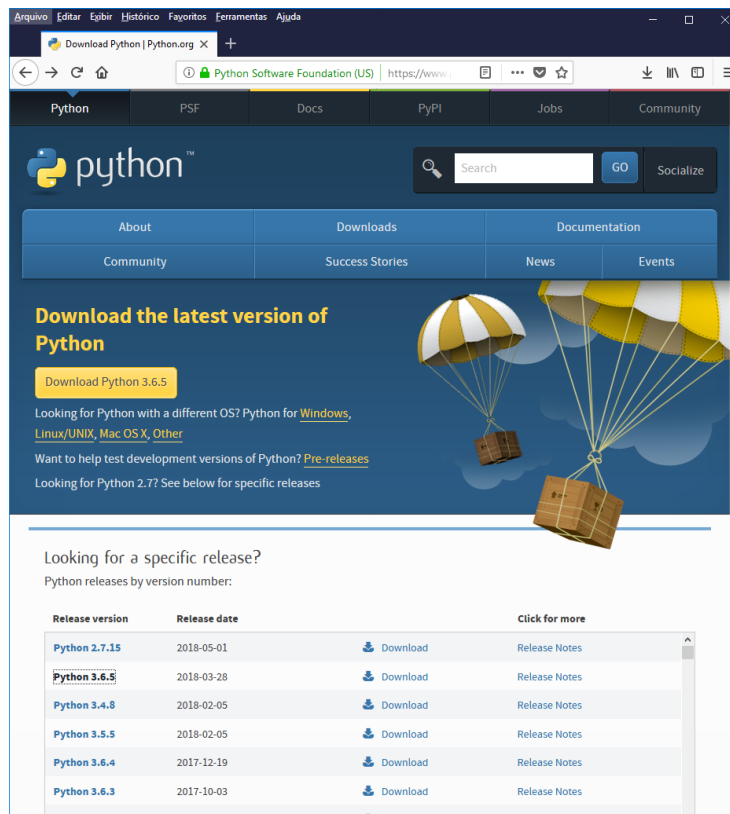 Arquivo Editar Exibir Histórico Favoritos Ferramentas Ajuda
Download Python | Python.org
Python Software Foundation (US) https://www.
Python PSF Docs PyPI Jobs Community
python™
Search GO Socialize
About Downloads Documentation
Community Success Stories News Events
Download the latest version of
Python
Download Python 3.6.5
Looking for Python with a different OS? Python for Windows,
Linux/UNIX, Mac OS X, Other
Want to help test development versions of Python? Pre-releases
Looking for Python 2.7? See below for specific releases
Looking for a specific release?
Python releases by version number:
Release version Release date Click for more
Python 2.7.15 2018-05-01 Download Release Notes
Python 3.6.5 2018-03-28 Download Release Notes
Python 3.4.8 2018-02-05 Download Release Notes
Python 3.5.5 2018-02-05 Download Release Notes
Python 3.6.4 2017-12-19 Download Release Notes
Python 3.6.3 2017-10-03 Download Release Notes